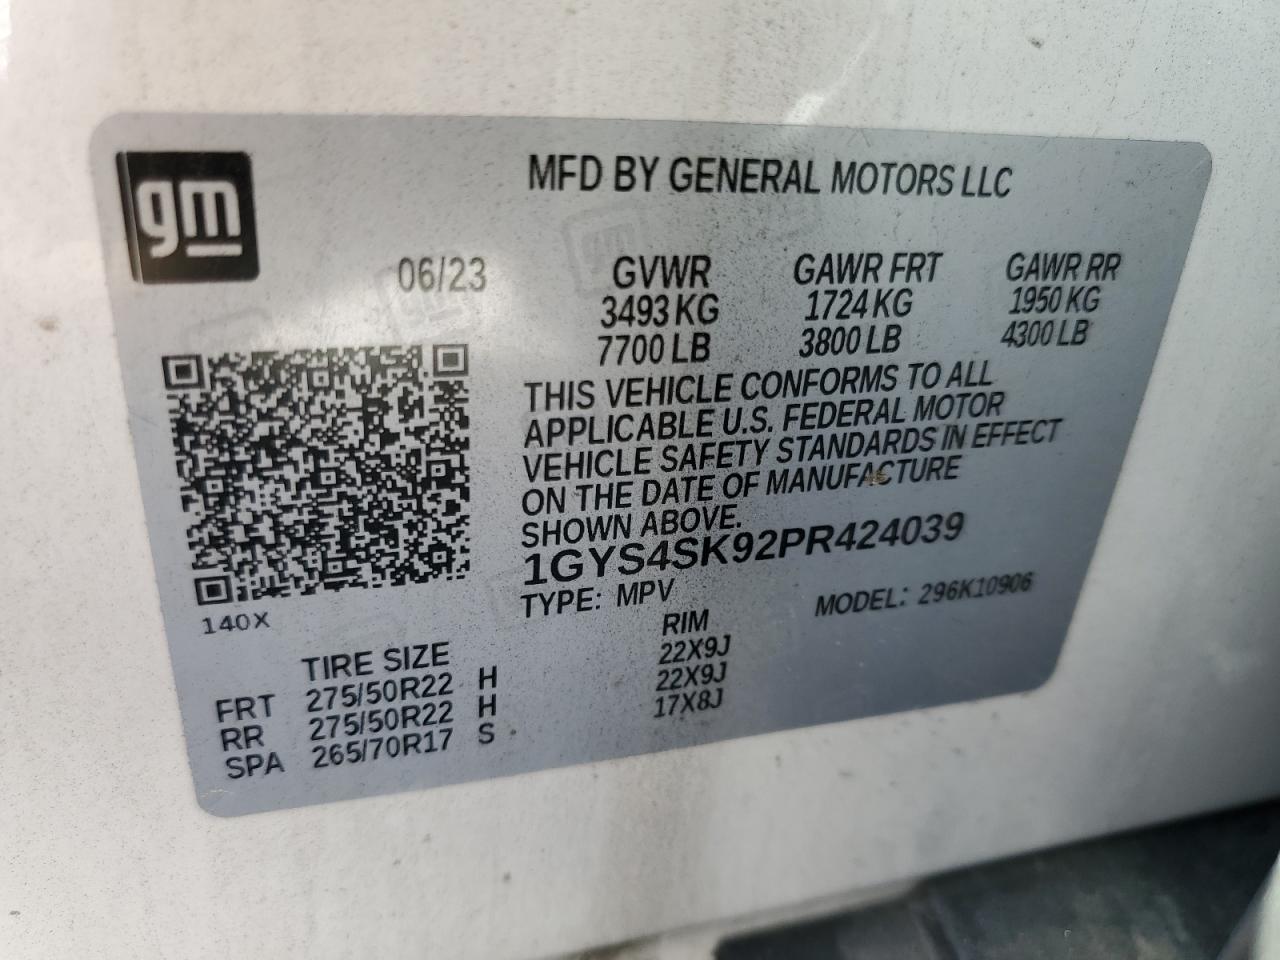 gm
MFD BY GENERAL MOTORS LLC
06/23 GVWR GAWR FRT GAWR RR
3493 KG 1724 KG 1950 KG
7700 LB 3800 LB 4300 LB
THIS VEHICLE CONFORMS TO ALL
APPLICABLE U.S. FEDERAL MOTOR
VEHICLE SAFETY STANDARDS IN EFFECT
ON THE DATE OF MANUFACTURE
SHOWN ABOVE.
1GYS4SK92PR424039
TYPE: MPV MODEL: 296K10906
140X
TIRE SIZE RIM
FRT 275/50R22 H 22X9J
RR 275/50R22 H 22X9J
SPA 265/70R17 S 17X8J